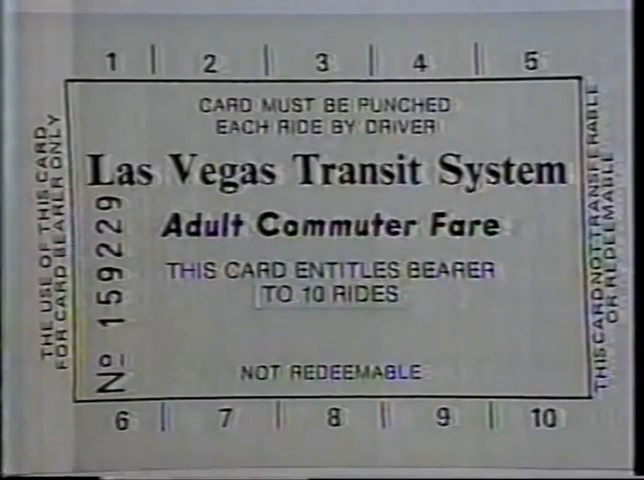 1 | 2 | 3 | 4 | 5
CARD MUST BE PUNCHED
EACH RIDE BY DRIVER
Las Vegas Transit System
Adult Commuter Fare
THIS CARD ENTITLES BEARER
TO 10 RIDES
NOT REDEEMABLE
6 | 7 | 8 | 9 | 10
THE USE OF THIS CARD
FOR CARD BEARER ONLY
Nº 159229
THIS CARD NOT TRANSFERABLE
OR REDEEMABLE